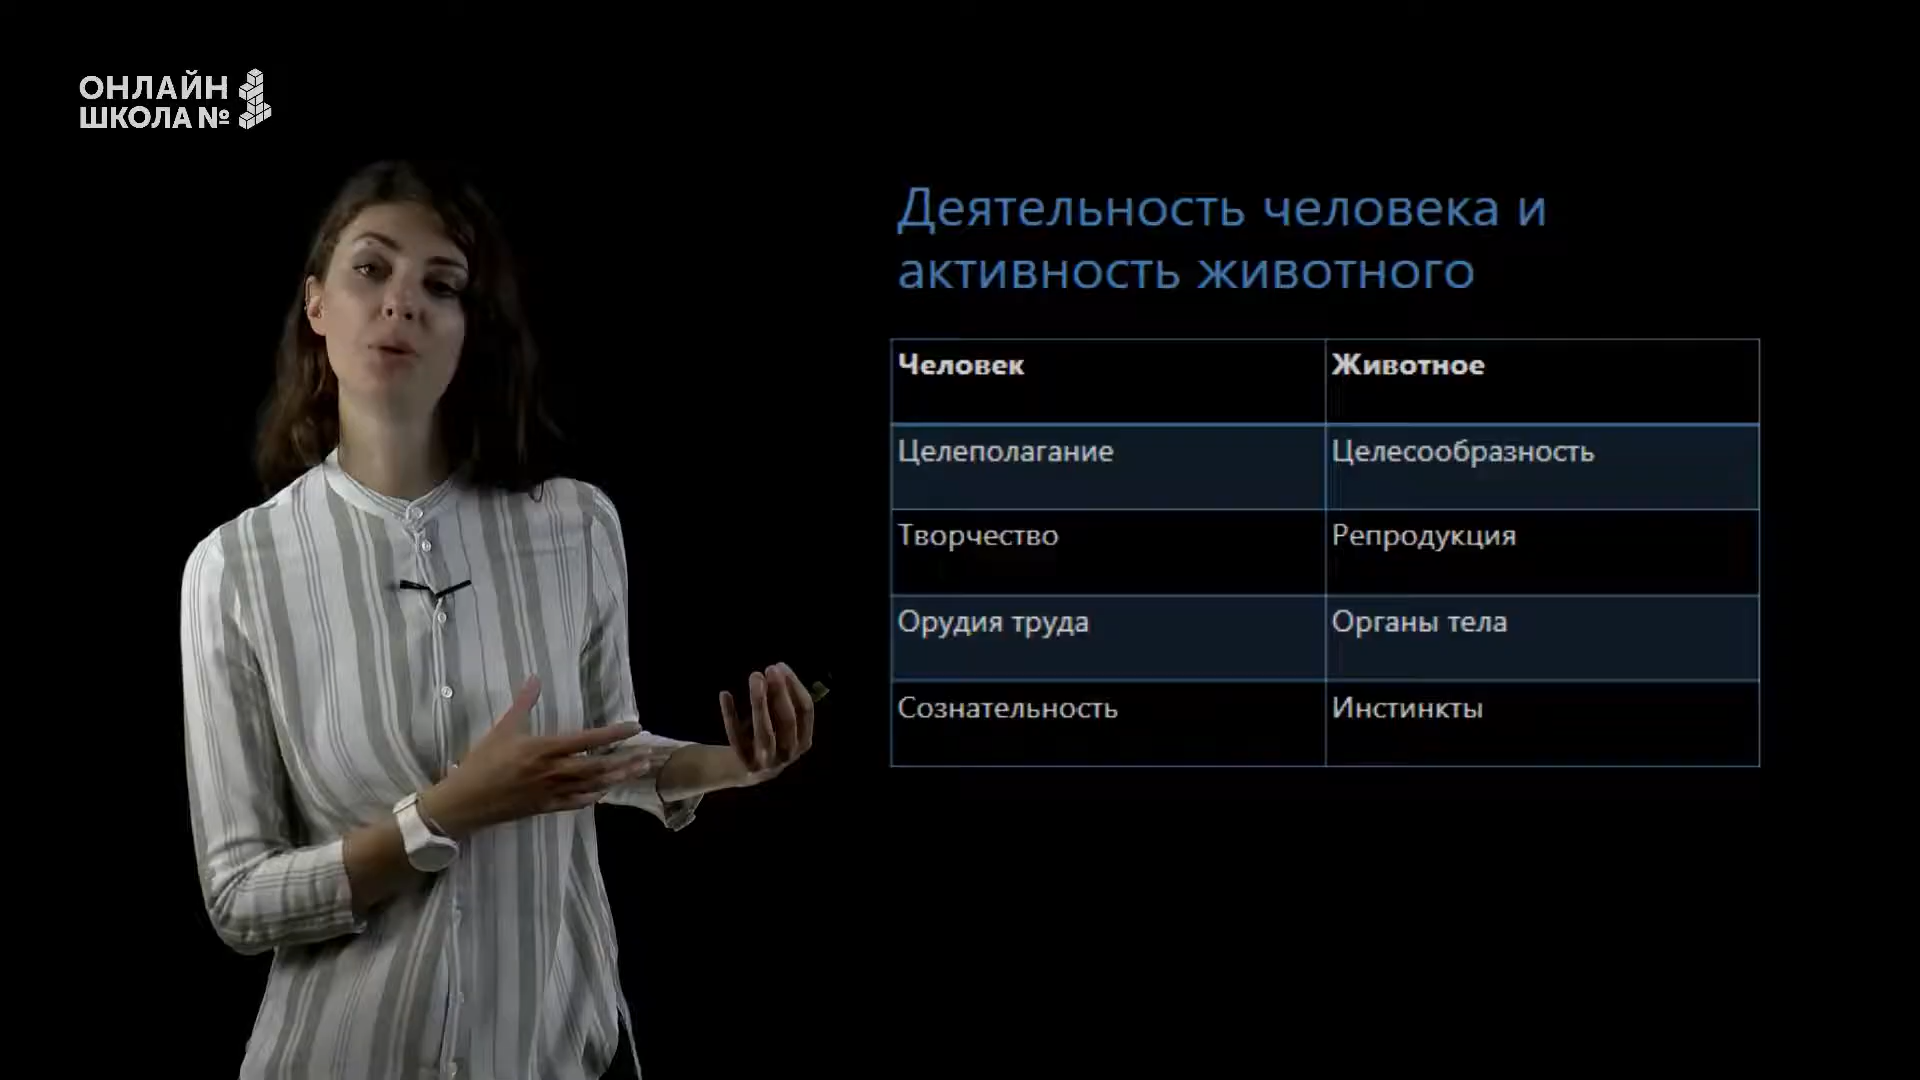 ОНЛАЙН
ШКОЛА №
Деятельность человека и
активность животного
Человек Животное
Целеполагание Целесообразность
Творчество Репродукция
Орудия труда Органы тела
Сознательность Инстинкты